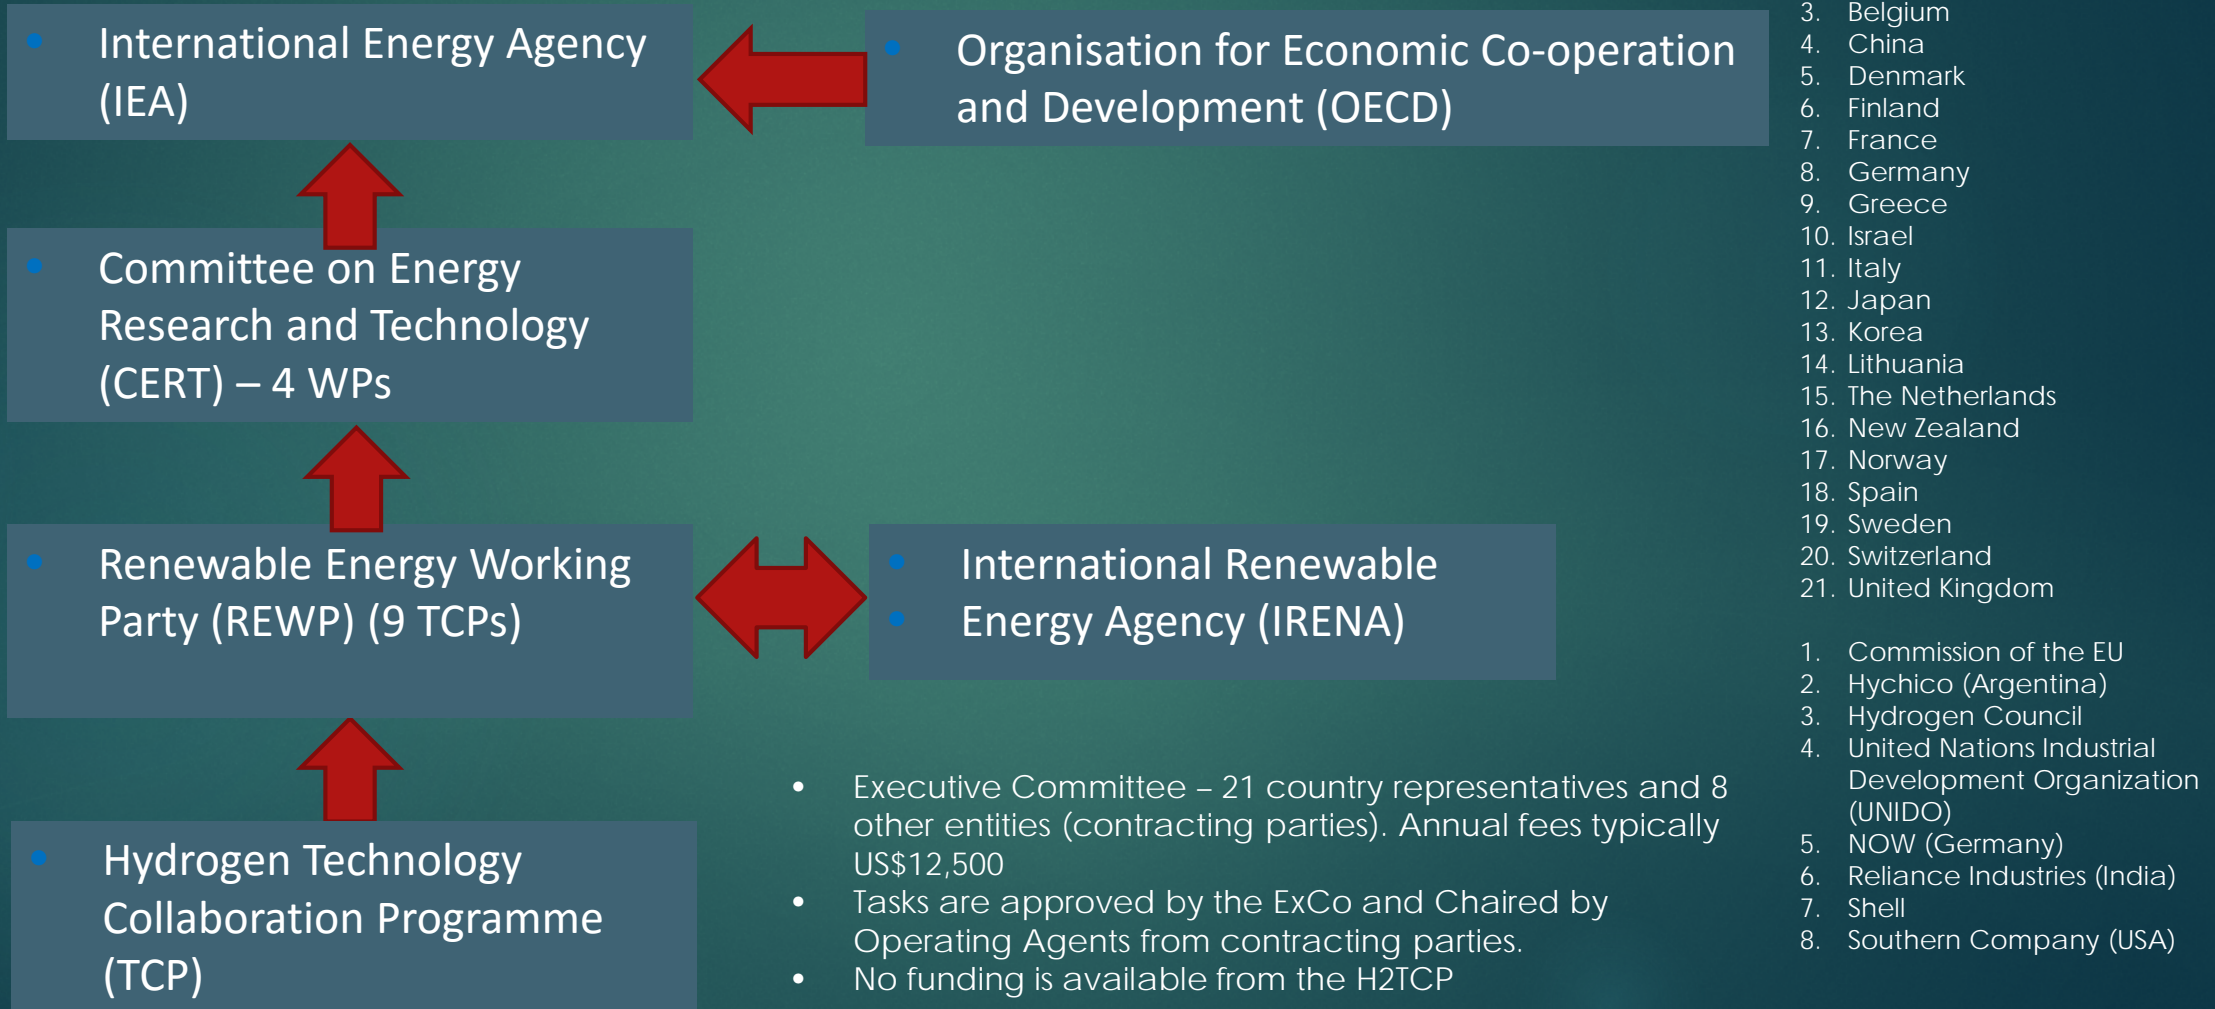 International Energy Agency
(IEA)
Organisation for Economic Co-operation
and Development (OECD)
Committee on Energy
Research and Technology
(CERT) – 4 WPs
Renewable Energy Working
Party (REWP) (9 TCPs)
International Renewable
Energy Agency (IRENA)
Hydrogen Technology
Collaboration Programme
(TCP)
• Executive Committee – 21 country representatives and 8
other entities (contracting parties). Annual fees typically
US$12,500
• Tasks are approved by the ExCo and Chaired by
Operating Agents from contracting parties.
• No funding is available from the H2TCP
3. Belgium
4. China
5. Denmark
6. Finland
7. France
8. Germany
9. Greece
10. Israel
11. Italy
12. Japan
13. Korea
14. Lithuania
15. The Netherlands
16. New Zealand
17. Norway
18. Spain
19. Sweden
20. Switzerland
21. United Kingdom
1. Commission of the EU
2. Hychico (Argentina)
3. Hydrogen Council
4. United Nations Industrial
Development Organization
(UNIDO)
5. NOW (Germany)
6. Reliance Industries (India)
7. Shell
8. Southern Company (USA)